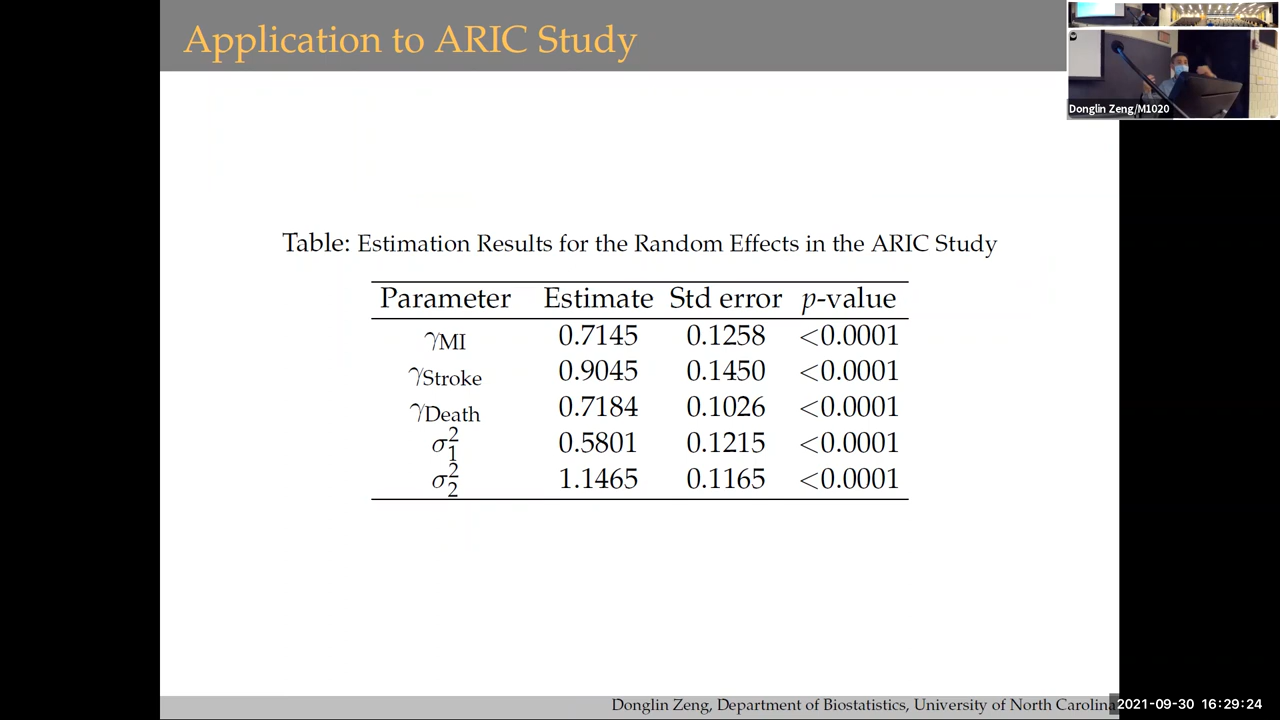 Application to ARIC Study
Donglin Zeng/M1020
Table: Estimation Results for the Random Effects in the ARIC Study
Parameter Estimate Std error p-value
γMI 0.7145 0.1258 <0.0001
γStroke 0.9045 0.1450 <0.0001
γDeath 0.7184 0.1026 <0.0001
σ²₁ 0.5801 0.1215 <0.0001
σ²₂ 1.1465 0.1165 <0.0001
Donglin Zeng, Department of Biostatistics, University of North Carolina
2021-09-30 16:29:24